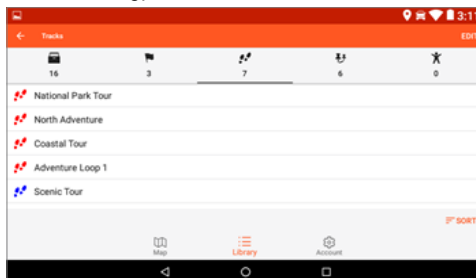 3:11
Tracks EDIT
16 3 7 6 0
National Park Tour
North Adventure
Coastal Tour
Adventure Loop 1
Scenic Tour
SORT
Map Library Account